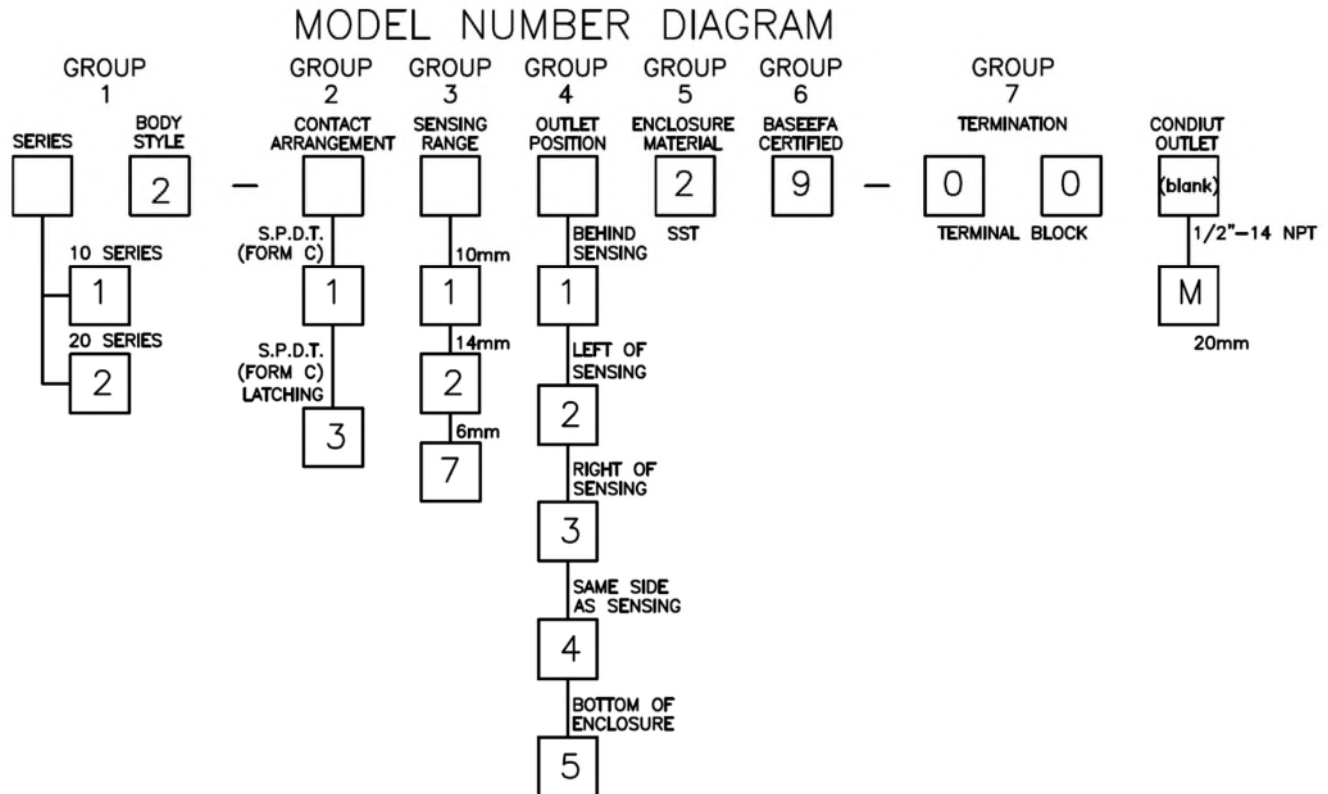 MODEL NUMBER DIAGRAM
GROUP
1
GROUP
2
GROUP
3
GROUP
4
GROUP
5
GROUP
6
GROUP
7
SERIES
BODY
STYLE
CONTACT
ARRANGEMENT
SENSING
RANGE
OUTLET
POSITION
ENCLOSURE
MATERIAL
BASEEFA
CERTIFIED
TERMINATION
CONDIUT
OUTLET
2
–
2
9
–
0
0
(blank)
SST
TERMINAL BLOCK
10 SERIES
1
20 SERIES
2
S.P.D.T.
(FORM C)
1
S.P.D.T.
(FORM C)
LATCHING
3
10mm
1
14mm
2
6mm
7
BEHIND
SENSING
1
LEFT OF
SENSING
2
RIGHT OF
SENSING
3
SAME SIDE
AS SENSING
4
BOTTOM OF
ENCLOSURE
5
1/2"–14 NPT
M
20mm